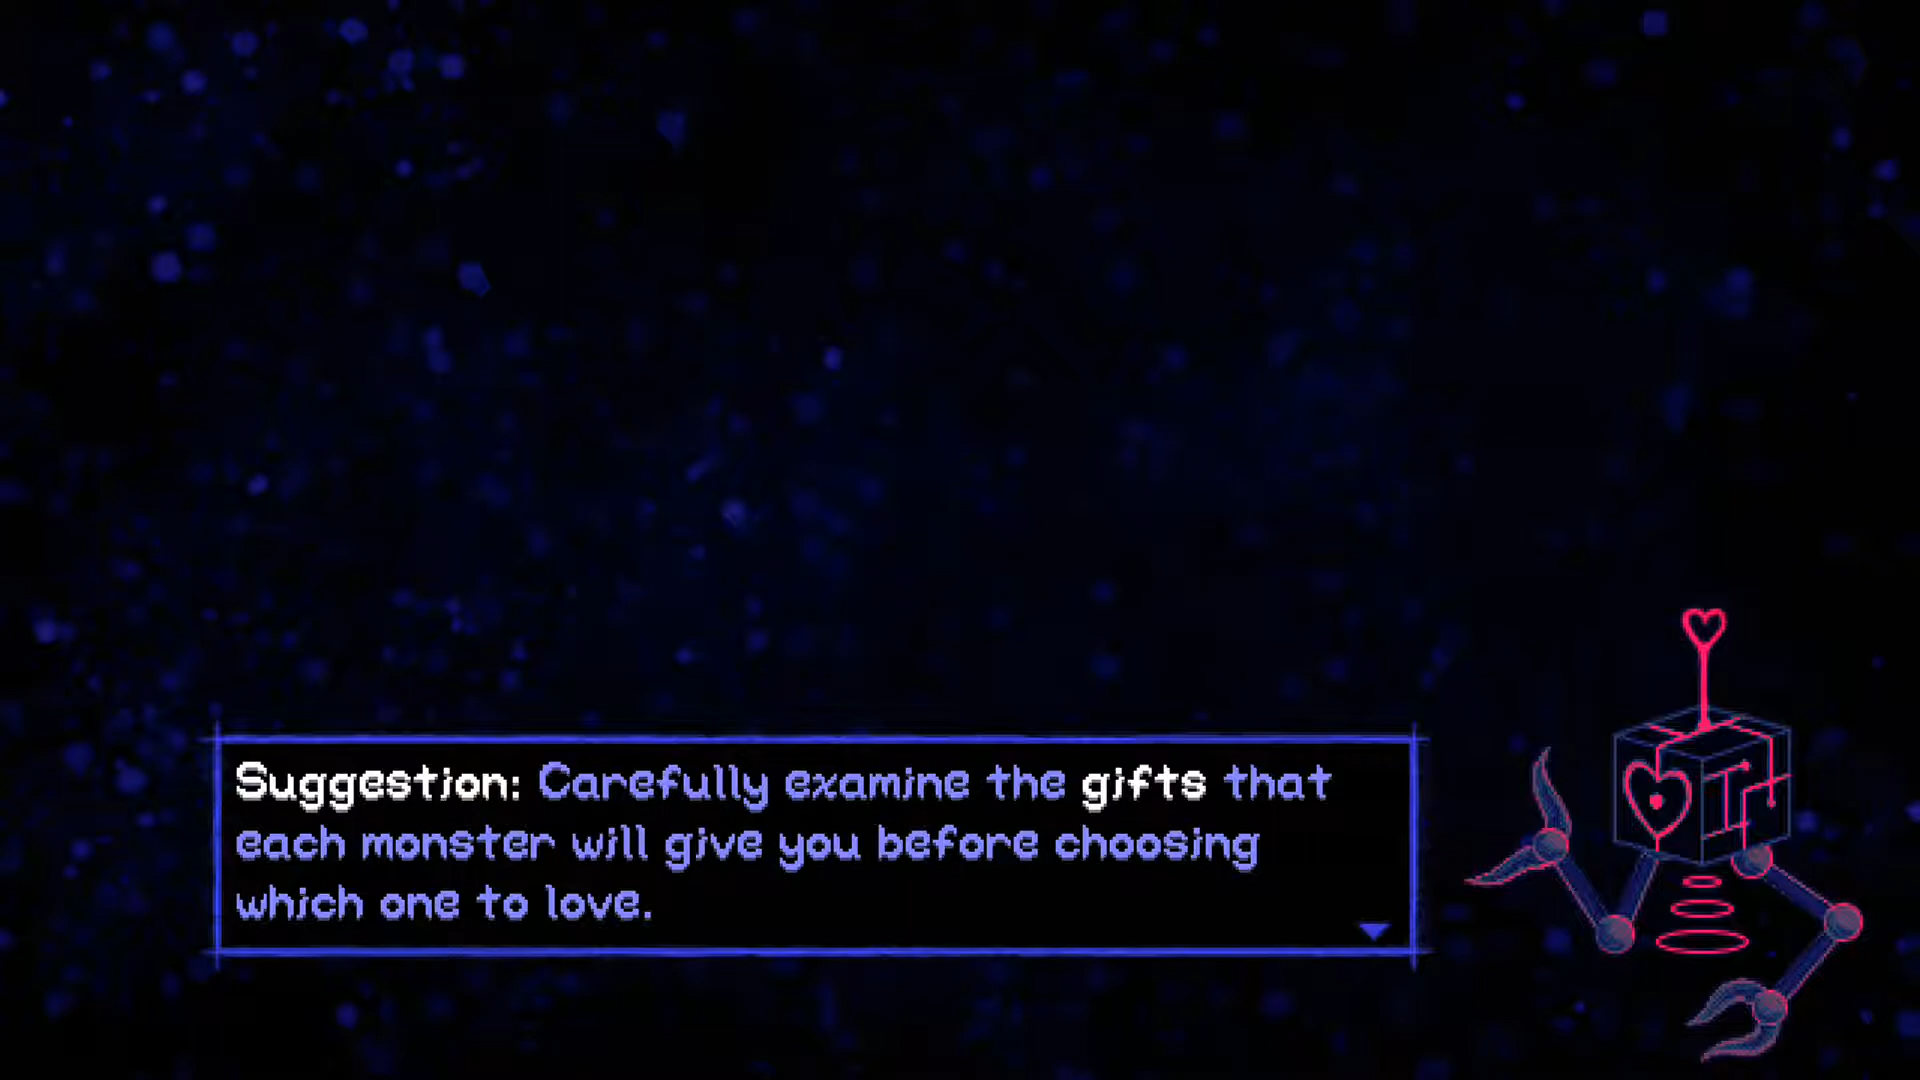 Suggestion: Carefully examine the gifts that
each monster will give you before choosing
which one to love.